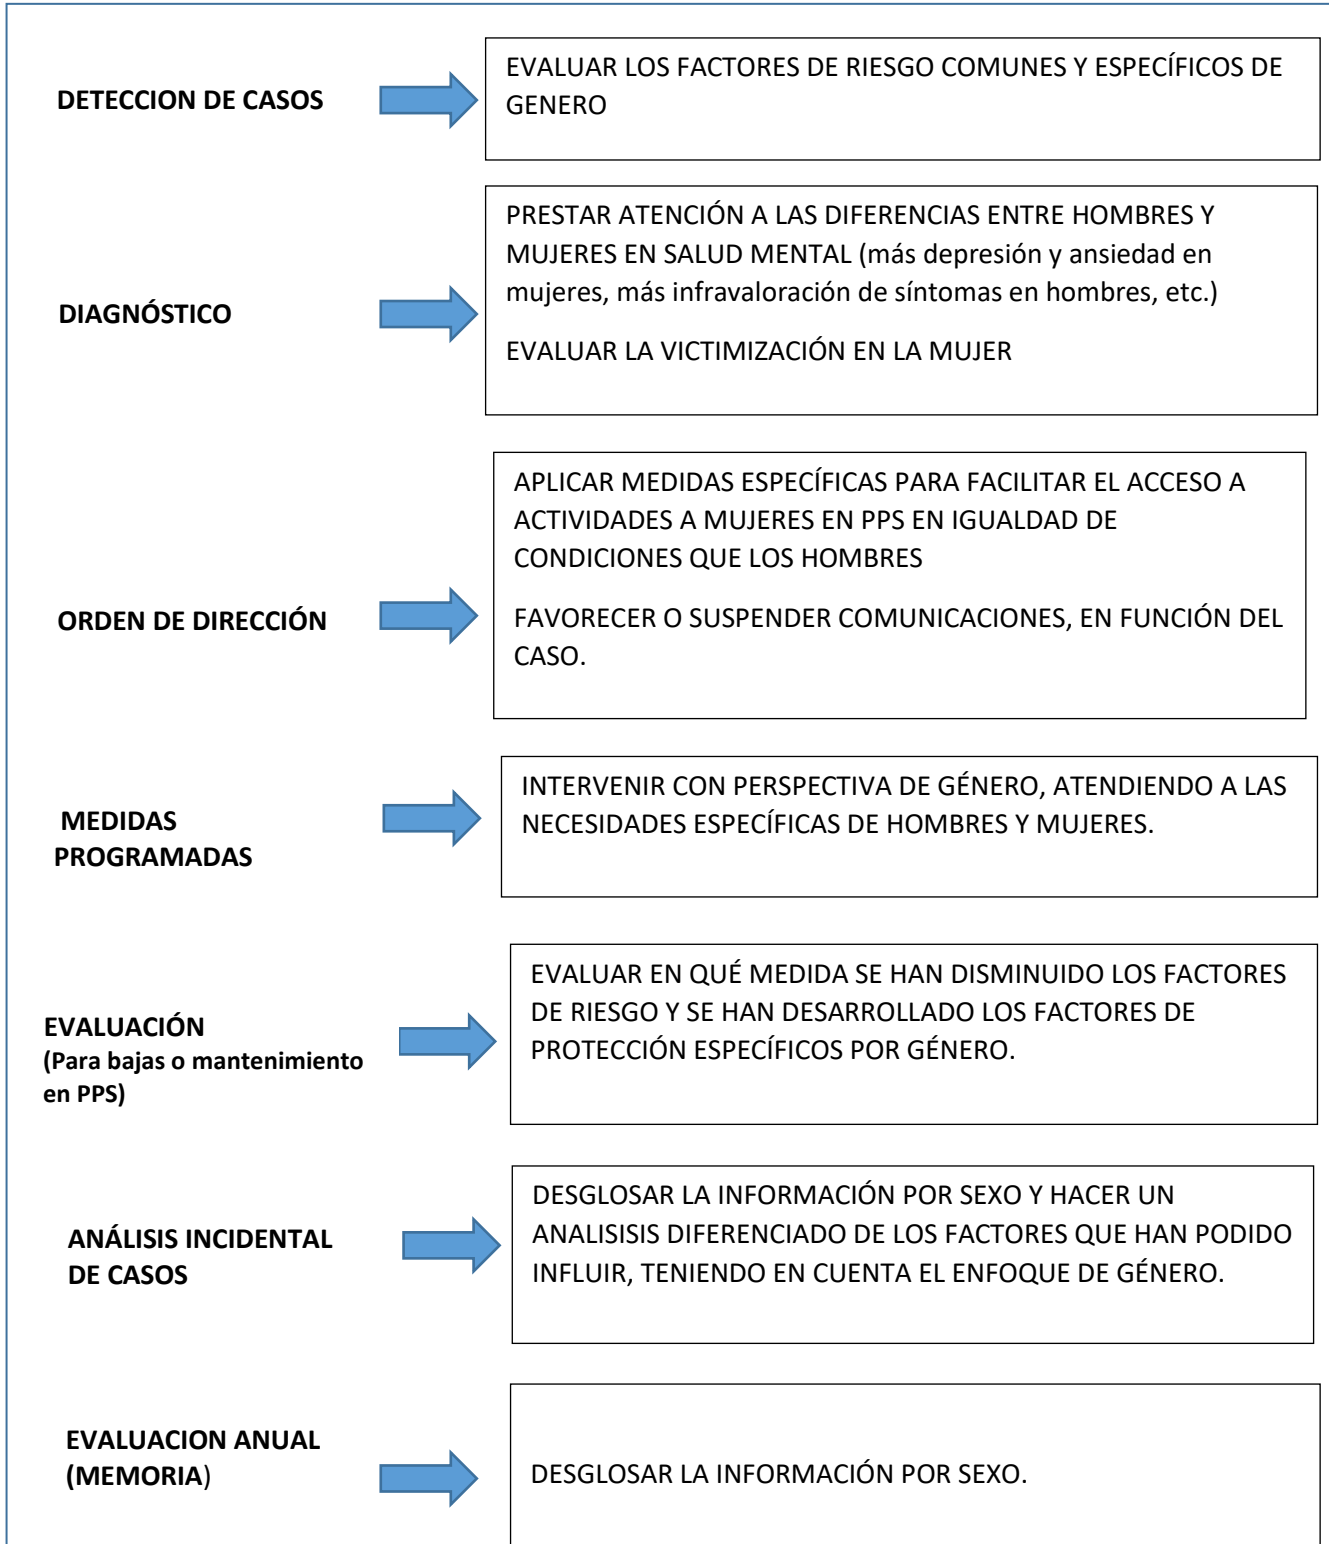 DETECCION DE CASOS
EVALUAR LOS FACTORES DE RIESGO COMUNES Y ESPECÍFICOS DE
GENERO
DIAGNÓSTICO
PRESTAR ATENCIÓN A LAS DIFERENCIAS ENTRE HOMBRES Y
MUJERES EN SALUD MENTAL (más depresión y ansiedad en
mujeres, más infravaloración de síntomas en hombres, etc.)
EVALUAR LA VICTIMIZACIÓN EN LA MUJER
ORDEN DE DIRECCIÓN
APLICAR MEDIDAS ESPECÍFICAS PARA FACILITAR EL ACCESO A
ACTIVIDADES A MUJERES EN PPS EN IGUALDAD DE
CONDICIONES QUE LOS HOMBRES
FAVORECER O SUSPENDER COMUNICACIONES, EN FUNCIÓN DEL
CASO.
MEDIDAS
PROGRAMADAS
INTERVENIR CON PERSPECTIVA DE GÉNERO, ATENDIENDO A LAS
NECESIDADES ESPECÍFICAS DE HOMBRES Y MUJERES.
EVALUACIÓN
(Para bajas o mantenimiento
en PPS)
EVALUAR EN QUÉ MEDIDA SE HAN DISMINUIDO LOS FACTORES
DE RIESGO Y SE HAN DESARROLLADO LOS FACTORES DE
PROTECCIÓN ESPECÍFICOS POR GÉNERO.
ANÁLISIS INCIDENTAL
DE CASOS
DESGLOSAR LA INFORMACIÓN POR SEXO Y HACER UN
ANALISISIS DIFERENCIADO DE LOS FACTORES QUE HAN PODIDO
INFLUIR, TENIENDO EN CUENTA EL ENFOQUE DE GÉNERO.
EVALUACION ANUAL
(MEMORIA)
DESGLOSAR LA INFORMACIÓN POR SEXO.